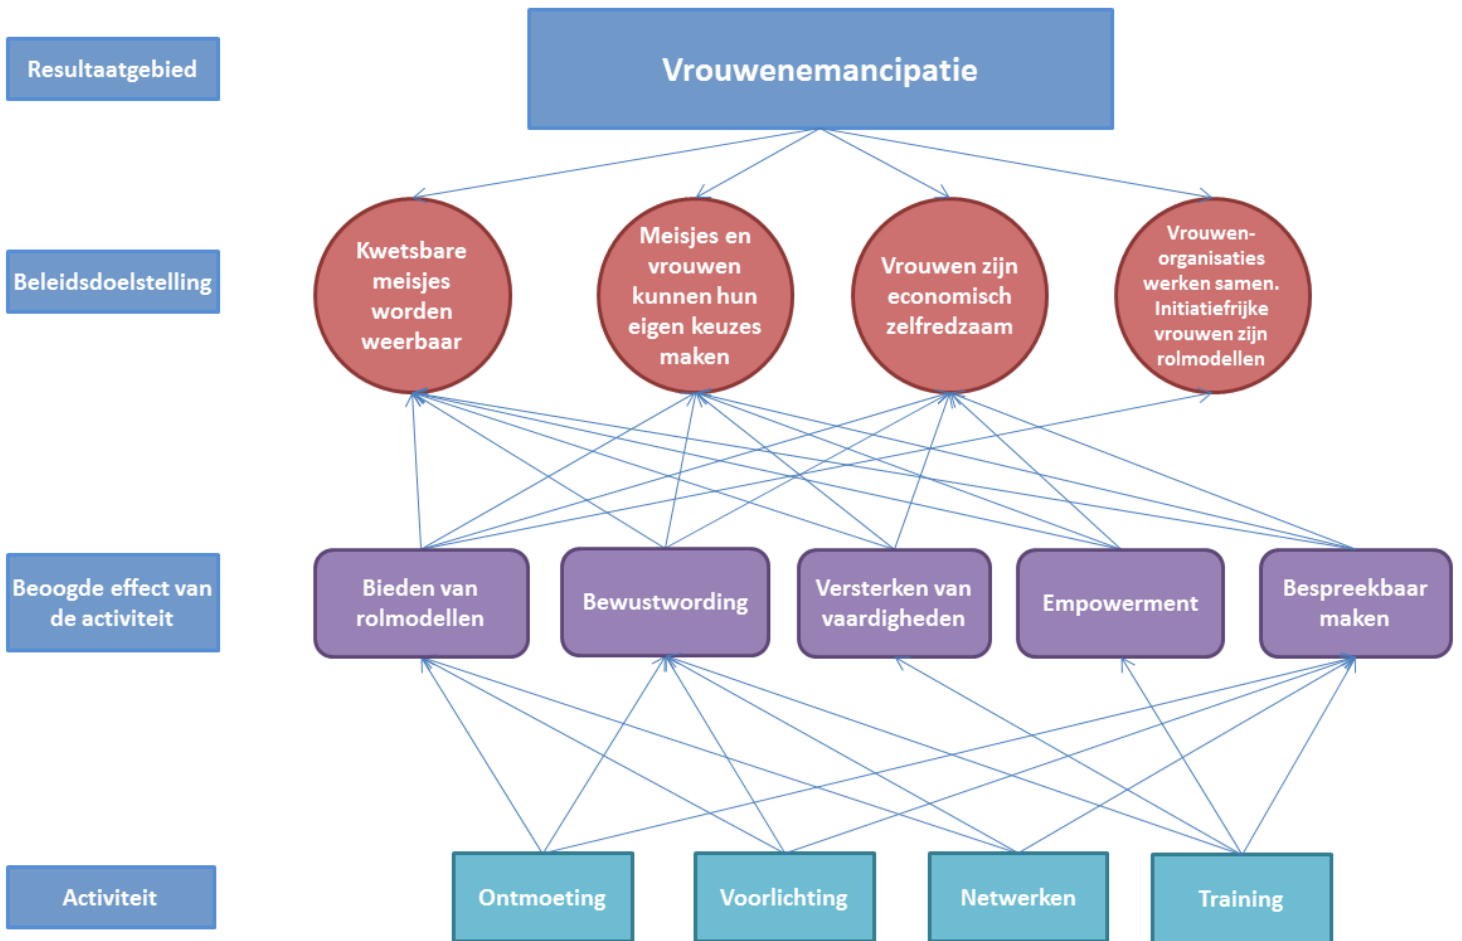 Resultaatgebied
Vrouwenemancipatie
Beleidsdoelstelling
Kwetsbare
meisjes
worden
weerbaar
Meisjes en
vrouwen
kunnen hun
eigen keuzes
maken
Vrouwen zijn
economisch
zelfredzaam
Vrouwen-
organisaties
werken samen.
Initiatiefrijke
vrouwen zijn
rolmodellen
Beoogde effect van
de activiteit
Bieden van
rolmodellen
Bewustwording
Versterken van
vaardigheden
Empowerment
Bespreekbaar
maken
Activiteit
Ontmoeting
Voorlichting
Netwerken
Training